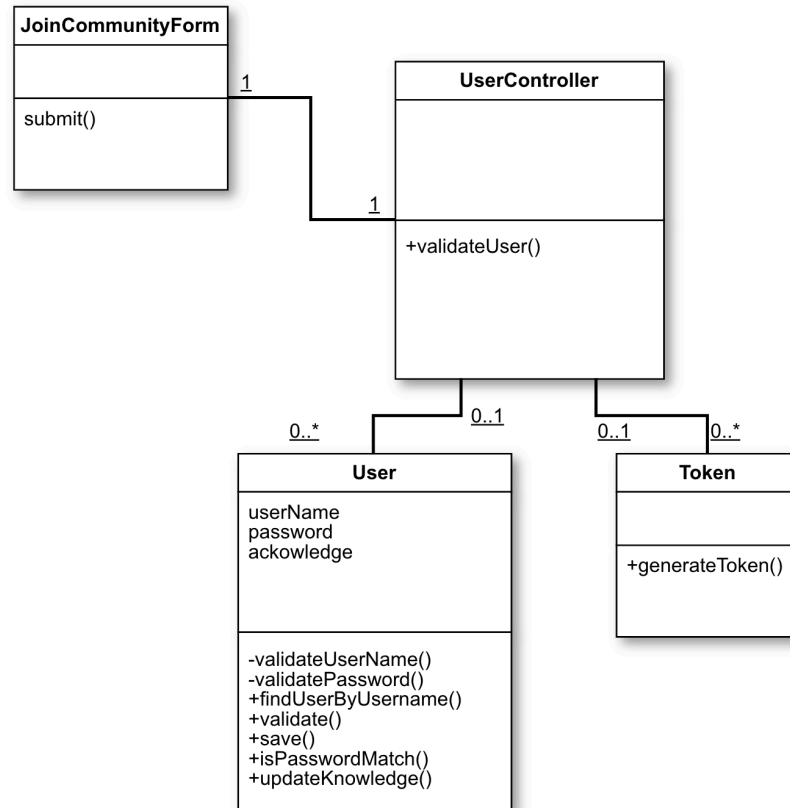 JoinCommunityForm
submit()
1
1
UserController
+validateUser()
0..*
0..1
0..1
0..*
User
userName
password
ackowledge
-validateUserName()
-validatePassword()
+findUserByUsername()
+validate()
+save()
+isPasswordMatch()
+updateKnowledge()
Token
+generateToken()